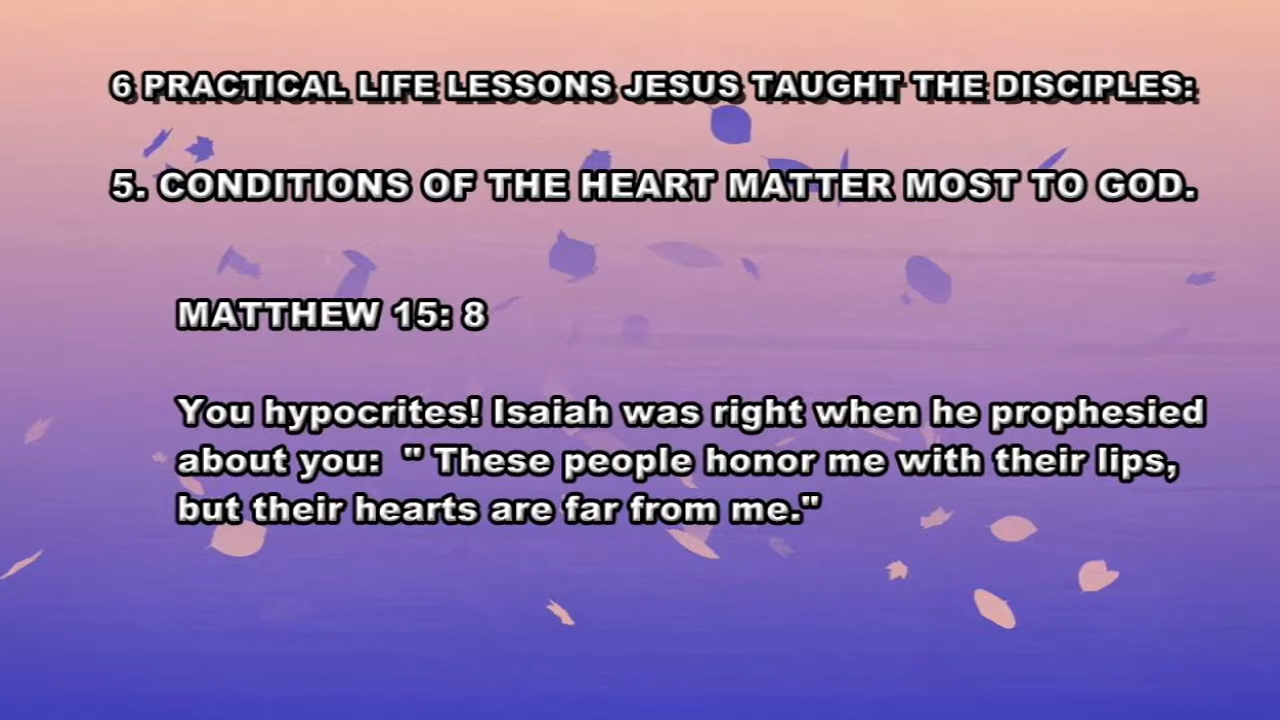 6 PRACTICAL LIFE LESSONS JESUS TAUGHT THE DISCIPLES:
5. CONDITIONS OF THE HEART MATTER MOST TO GOD.
MATTHEW 15: 8
You hypocrites! Isaiah was right when he prophesied
about you:  " These people honor me with their lips,
but their hearts are far from me."